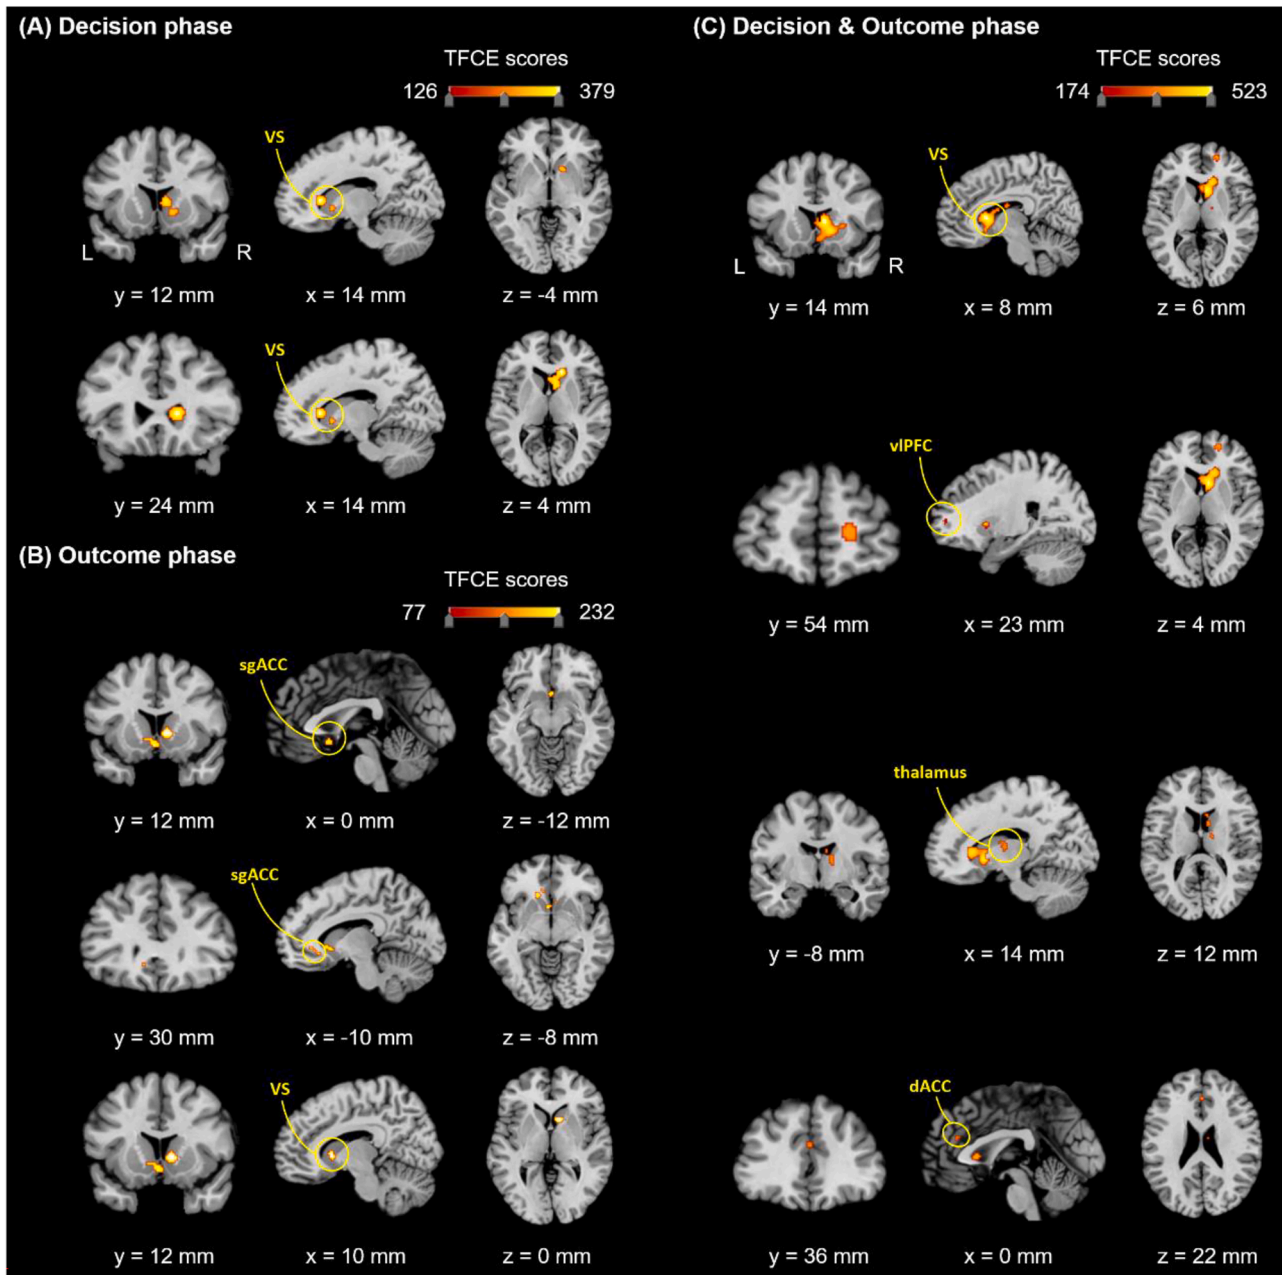 (A) Decision phase
TFCE scores
126 379
VS
L R
y = 12 mm x = 14 mm z = -4 mm
VS
y = 24 mm x = 14 mm z = 4 mm
(B) Outcome phase
TFCE scores
77 232
sgACC
y = 12 mm x = 0 mm z = -12 mm
sgACC
y = 30 mm x = -10 mm z = -8 mm
VS
y = 12 mm x = 10 mm z = 0 mm
(C) Decision & Outcome phase
TFCE scores
174 523
VS
L R
y = 14 mm x = 8 mm z = 6 mm
vlPFC
y = 54 mm x = 23 mm z = 4 mm
thalamus
y = -8 mm x = 14 mm z = 12 mm
dACC
y = 36 mm x = 0 mm z = 22 mm